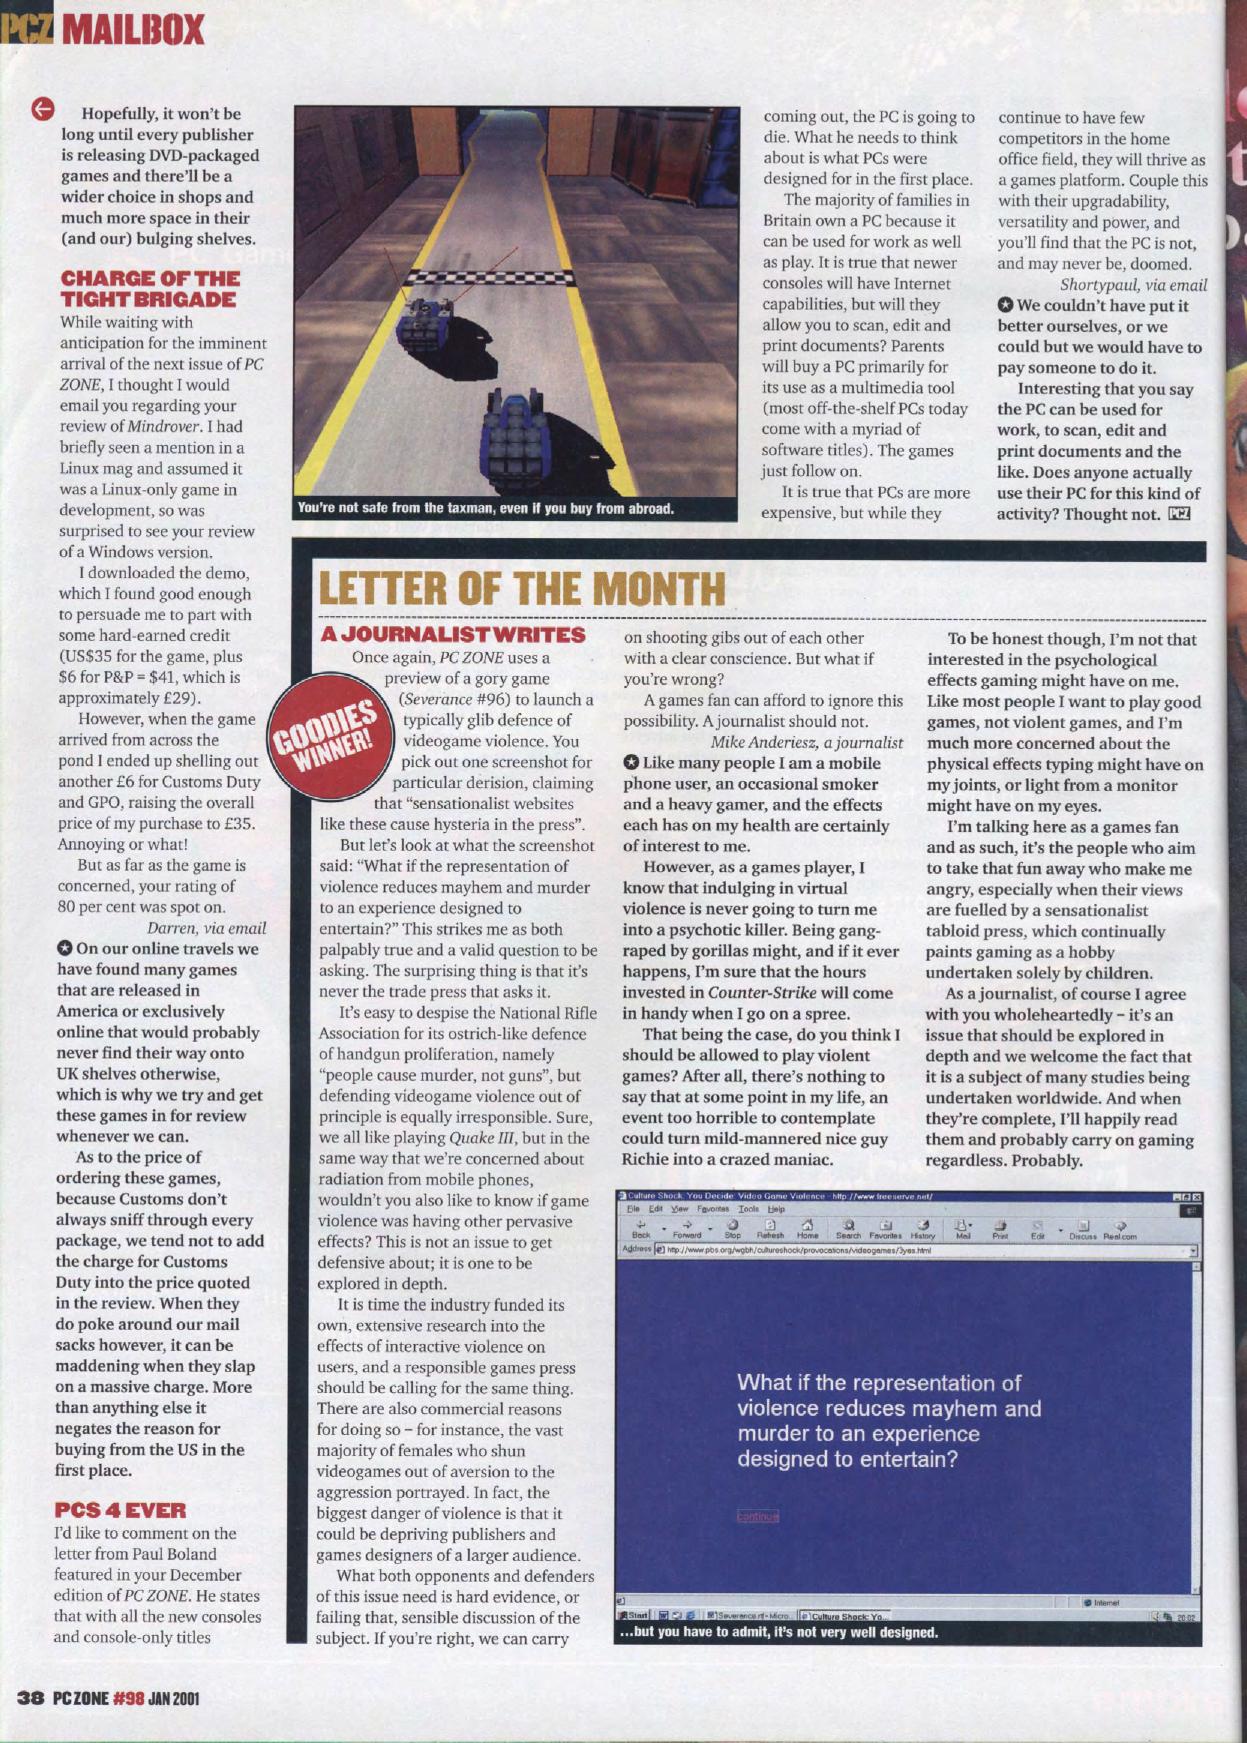 PCZ MAILBOX
Hopefully, it won't be
long until every publisher
is releasing DVD-packaged
games and there'll be a
wider choice in shops and
much more space in their
(and our) bulging shelves.
CHARGE OF THE
TIGHT BRIGADE
While waiting with
anticipation for the imminent
arrival of the next issue of PC
ZONE, I thought I would
email you regarding your
review of Mindrover. I had
briefly seen a mention in a
Linux mag and assumed it
was a Linux-only game in
development, so was
surprised to see your review
of a Windows version.
I downloaded the demo,
which I found good enough
to persuade me to part with
some hard-earned credit
(US$35 for the game, plus
$6 for P&P = $41, which is
approximately £29).
However, when the game
arrived from across the
pond I ended up shelling out
another £6 for Customs Duty
and GPO, raising the overall
price of my purchase to £35.
Annoying or what!
But as far as the game is
concerned, your rating of
80 per cent was spot on.
Darren, via email
On our online travels we
have found many games
that are released in
America or exclusively
online that would probably
never find their way onto
UK shelves otherwise,
which is why we try and get
these games in for review
whenever we can.
As to the price of
ordering these games,
because Customs don't
always sniff through every
package, we tend not to add
the charge for Customs
Duty into the price quoted
in the review. When they
do poke around our mail
sacks however, it can be
maddening when they slap
on a massive charge. More
than anything else it
negates the reason for
buying from the US in the
first place.
PCS 4 EVER
I'd like to comment on the
letter from Paul Boland
featured in your December
edition of PC ZONE. He states
that with all the new consoles
and console-only titles
You're not safe from the taxman, even if you buy from abroad.
coming out, the PC is going to
die. What he needs to think
about is what PCs were
designed for in the first place.
The majority of families in
Britain own a PC because it
can be used for work as well
as play. It is true that newer
consoles will have Internet
capabilities, but will they
allow you to scan, edit and
print documents? Parents
will buy a PC primarily for
its use as a multimedia tool
(most off-the-shelf PCs today
come with a myriad of
software titles). The games
just follow on.
It is true that PCs are more
expensive, but while they
continue to have few
competitors in the home
office field, they will thrive as
a games platform. Couple this
with their upgradability,
versatility and power, and
you'll find that the PC is not,
and may never be, doomed.
Shortypaul, via email
We couldn't have put it
better ourselves, or we
could but we would have to
pay someone to do it.
Interesting that you say
the PC can be used for
work, to scan, edit and
print documents and the
like. Does anyone actually
use their PC for this kind of
activity? Thought not. PCZ
LETTER OF THE MONTH
GOODIES
WINNER!
A JOURNALIST WRITES
Once again, PC ZONE uses a
preview of a gory game
(Severance #96) to launch a
typically glib defence of
videogame violence. You
pick out one screenshot for
particular derision, claiming
that "sensationalist websites
like these cause hysteria in the press".
But let's look at what the screenshot
said: "What if the representation of
violence reduces mayhem and murder
to an experience designed to
entertain?" This strikes me as both
palpably true and a valid question to be
asking. The surprising thing is that it's
never the trade press that asks it.
It's easy to despise the National Rifle
Association for its ostrich-like defence
of handgun proliferation, namely
"people cause murder, not guns", but
defending videogame violence out of
principle is equally irresponsible. Sure,
we all like playing Quake III, but in the
same way that we're concerned about
radiation from mobile phones,
wouldn't you also like to know if game
violence was having other pervasive
effects? This is not an issue to get
defensive about; it is one to be
explored in depth.
It is time the industry funded its
own, extensive research into the
effects of interactive violence on
users, and a responsible games press
should be calling for the same thing.
There are also commercial reasons
for doing so – for instance, the vast
majority of females who shun
videogames out of aversion to the
aggression portrayed. In fact, the
biggest danger of violence is that it
could be depriving publishers and
games designers of a larger audience.
What both opponents and defenders
of this issue need is hard evidence, or
failing that, sensible discussion of the
subject. If you're right, we can carry
on shooting gibs out of each other
with a clear conscience. But what if
you're wrong?
A games fan can afford to ignore this
possibility. A journalist should not.
Mike Anderiesz, a journalist
Like many people I am a mobile
phone user, an occasional smoker
and a heavy gamer, and the effects
each has on my health are certainly
of interest to me.
However, as a games player, I
know that indulging in virtual
violence is never going to turn me
into a psychotic killer. Being gang-
raped by gorillas might, and if it ever
happens, I'm sure that the hours
invested in Counter-Strike will come
in handy when I go on a spree.
That being the case, do you think I
should be allowed to play violent
games? After all, there's nothing to
say that at some point in my life, an
event too horrible to contemplate
could turn mild-mannered nice guy
Richie into a crazed maniac.
To be honest though, I'm not that
interested in the psychological
effects gaming might have on me.
Like most people I want to play good
games, not violent games, and I'm
much more concerned about the
physical effects typing might have on
my joints, or light from a monitor
might have on my eyes.
I'm talking here as a games fan
and as such, it's the people who aim
to take that fun away who make me
angry, especially when their views
are fuelled by a sensationalist
tabloid press, which continually
paints gaming as a hobby
undertaken solely by children.
As a journalist, of course I agree
with you wholeheartedly – it's an
issue that should be explored in
depth and we welcome the fact that
it is a subject of many studies being
undertaken worldwide. And when
they're complete, I'll happily read
them and probably carry on gaming
regardless. Probably.
Culture Shock: You Decide: Video Game Violence - http://www.freeserve.net/
File Edit View Favorites Tools Help
Back Forward Stop Refresh Home Search Favorites History Mail Print Edit Discuss Real.com
Address http://www.pbs.org/wgbh/cultureshock/provocations/videogames/3yes.html
What if the representation of
violence reduces mayhem and
murder to an experience
designed to entertain?
continue
Internet
Start Severence.rtf - Micro... Culture Shock: Yo... 20:02
...but you have to admit, it's not very well designed.
38 PCZONE #98 JAN 2001